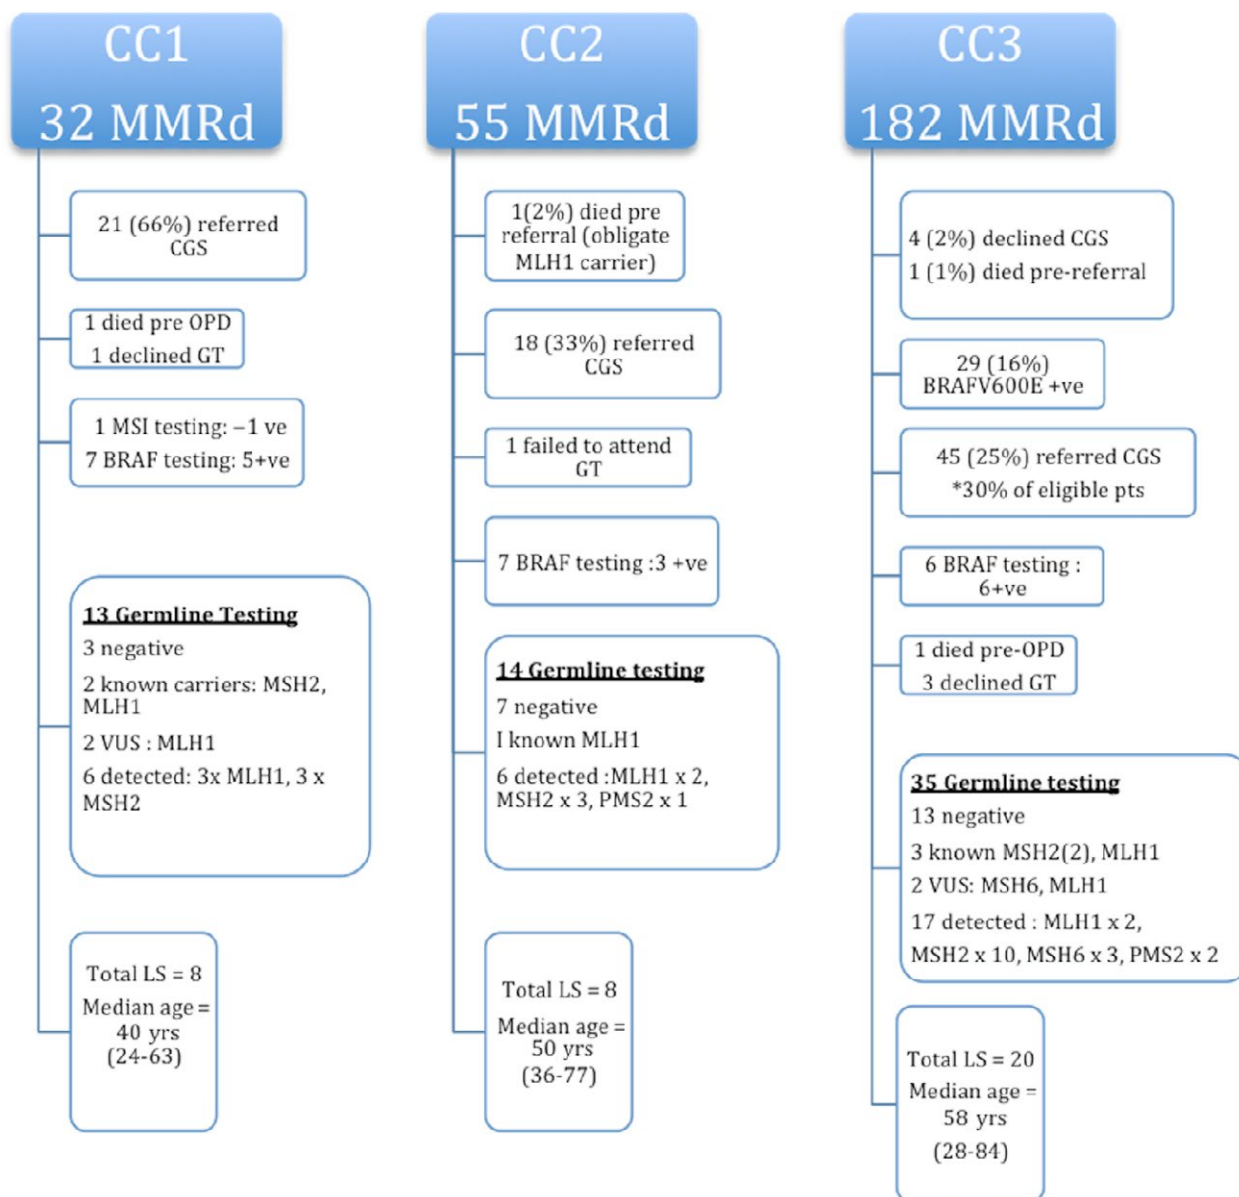 CC1
32 MMRd
21 (66%) referred
CGS
1 died pre OPD
1 declined GT
1 MSI testing: –1 ve
7 BRAF testing: 5+ve
13 Germline Testing
3 negative
2 known carriers: MSH2,
MLH1
2 VUS : MLH1
6 detected: 3x MLH1, 3 x
MSH2
Total LS = 8
Median age =
40 yrs
(24-63)
CC2
55 MMRd
1(2%) died pre
referral (obligate
MLH1 carrier)
18 (33%) referred
CGS
1 failed to attend
GT
7 BRAF testing :3 +ve
14 Germline testing
7 negative
I known MLH1
6 detected :MLH1 x 2,
MSH2 x 3, PMS2 x 1
Total LS = 8
Median age =
50 yrs
(36-77)
CC3
182 MMRd
4 (2%) declined CGS
1 (1%) died pre-referral
29 (16%)
BRAFV600E +ve
45 (25%) referred CGS
*30% of eligible pts
6 BRAF testing :
6+ve
1 died pre-OPD
3 declined GT
35 Germline testing
13 negative
3 known MSH2(2), MLH1
2 VUS: MSH6, MLH1
17 detected : MLH1 x 2,
MSH2 x 10, MSH6 x 3, PMS2 x 2
Total LS = 20
Median age =
58 yrs
(28-84)